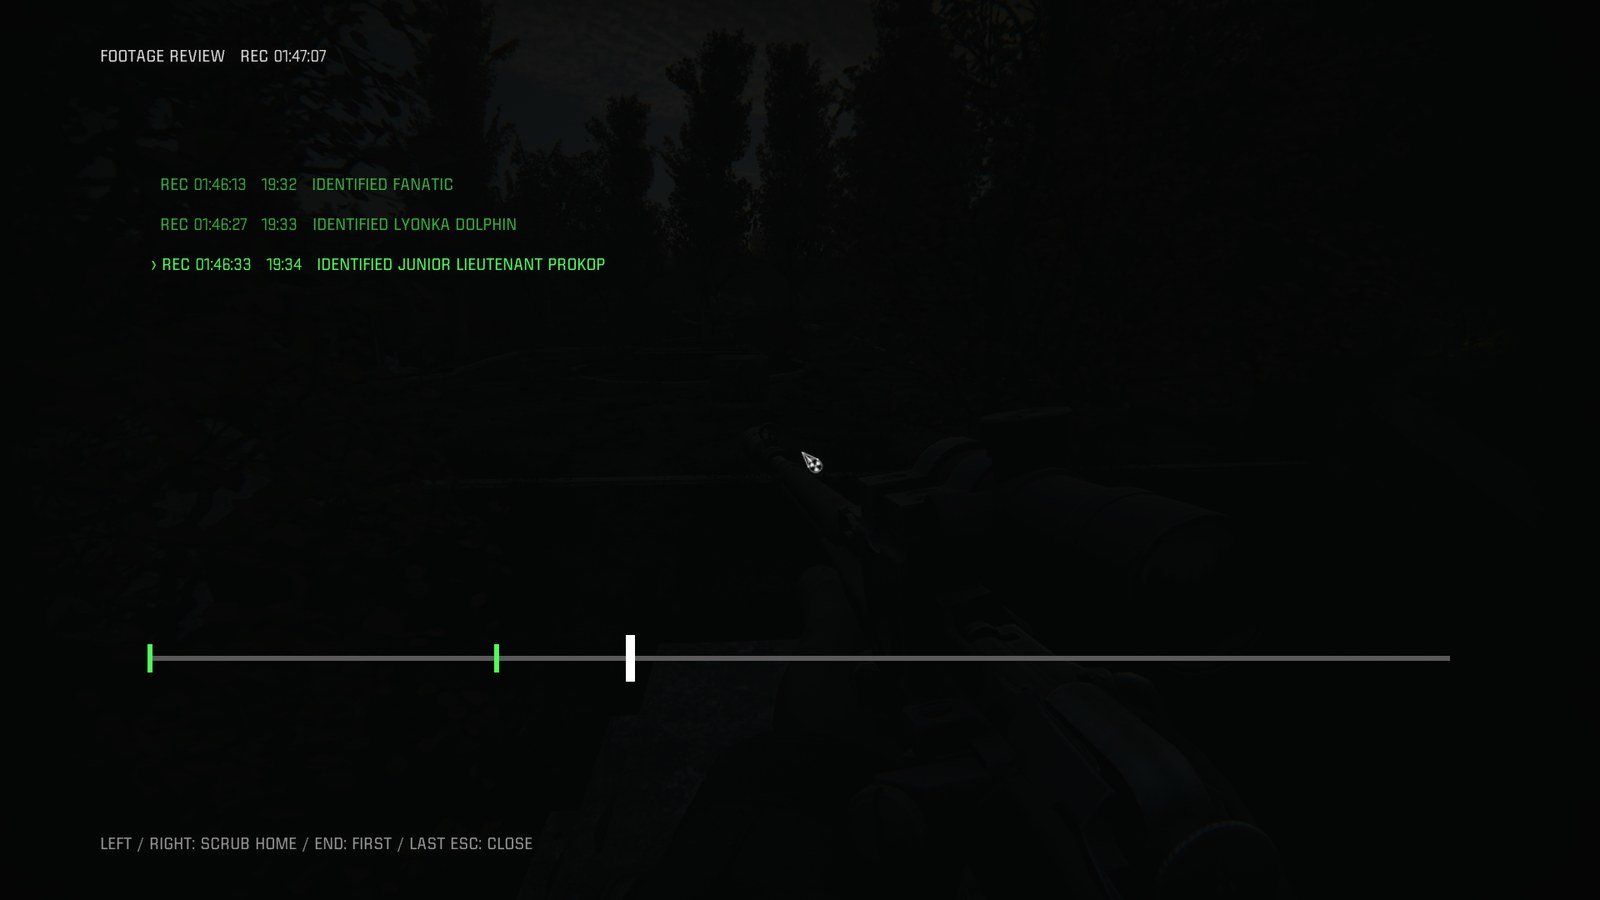 FOOTAGE REVIEW REC 01:47:07
REC 01:46:13 19:32 IDENTIFIED FANATIC
REC 01:46:27 19:33 IDENTIFIED LYONKA DOLPHIN
› REC 01:46:33 19:34 IDENTIFIED JUNIOR LIEUTENANT PROKOP
LEFT / RIGHT: SCRUB HOME / END: FIRST / LAST ESC: CLOSE